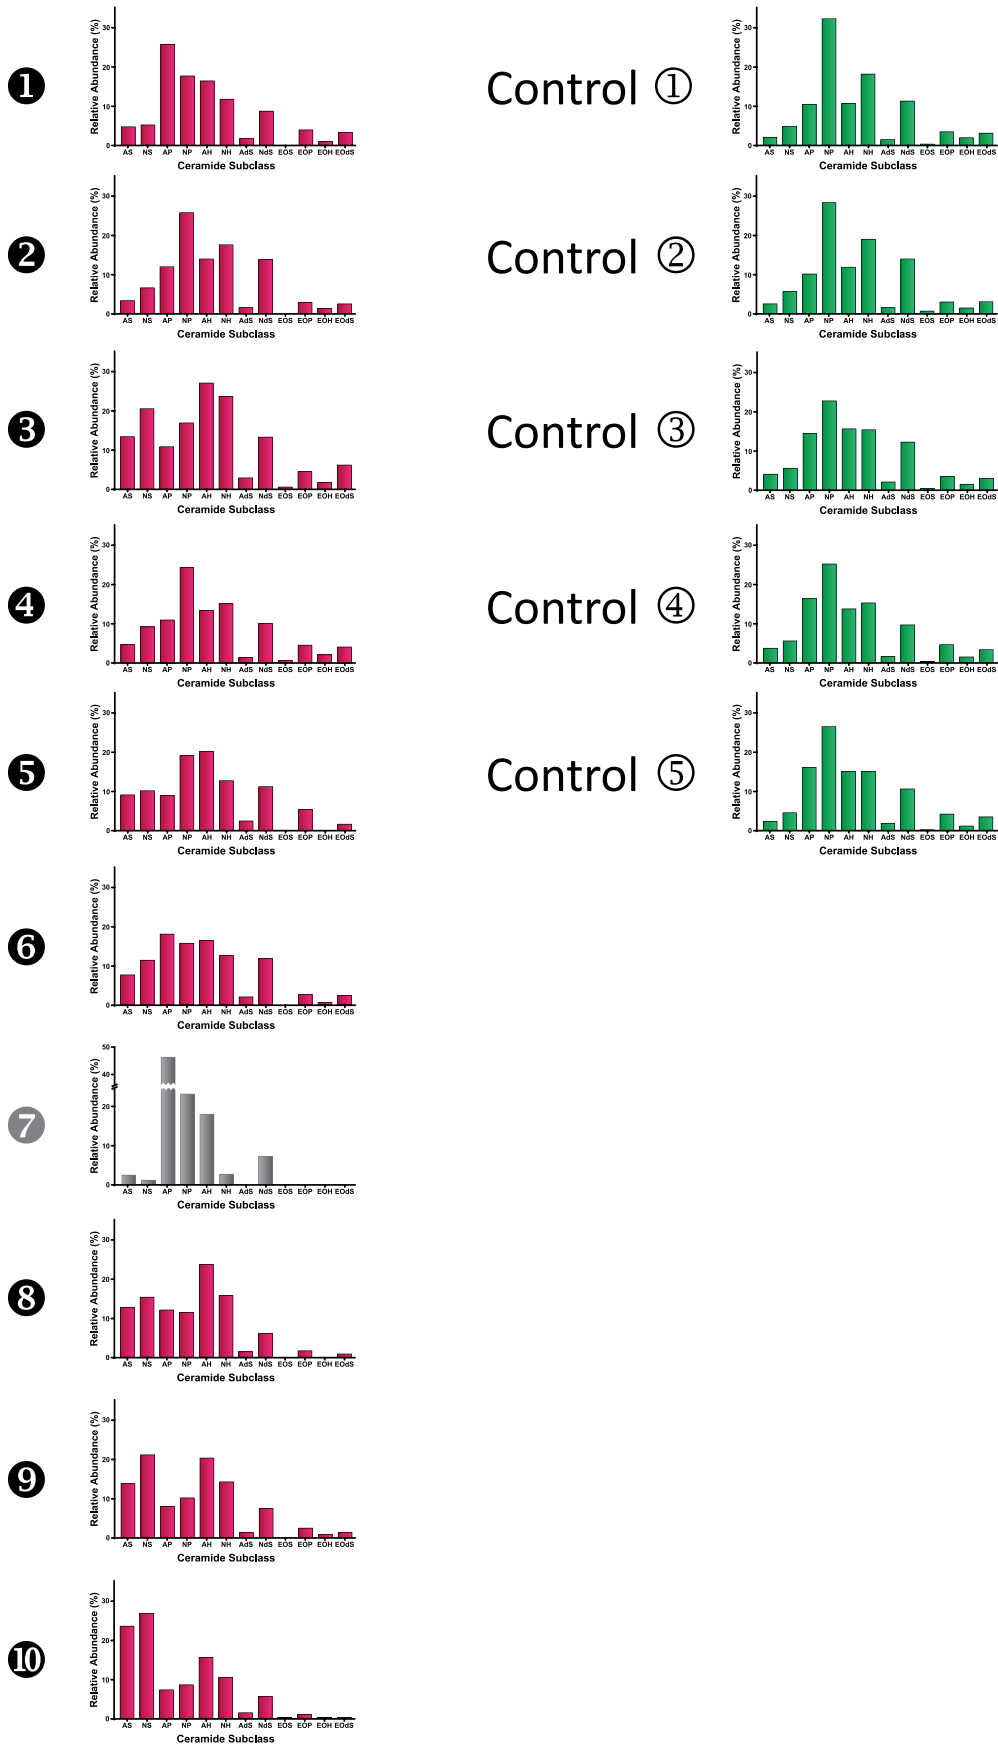 ❶
Relative Abundance (%)
30
20
10
0
AS NS AP NP AH NH AdS NdS EOS EOP EOH EOdS
Ceramide Subclass
Control ①
Relative Abundance (%)
30
20
10
0
AS NS AP NP AH NH AdS NdS EOS EOP EOH EOdS
Ceramide Subclass
❷
Relative Abundance (%)
30
20
10
0
AS NS AP NP AH NH AdS NdS EOS EOP EOH EOdS
Ceramide Subclass
Control ②
Relative Abundance (%)
30
20
10
0
AS NS AP NP AH NH AdS NdS EOS EOP EOH EOdS
Ceramide Subclass
❸
Relative Abundance (%)
30
20
10
0
AS NS AP NP AH NH AdS NdS EOS EOP EOH EOdS
Ceramide Subclass
Control ③
Relative Abundance (%)
30
20
10
0
AS NS AP NP AH NH AdS NdS EOS EOP EOH EOdS
Ceramide Subclass
❹
Relative Abundance (%)
30
20
10
0
AS NS AP NP AH NH AdS NdS EOS EOP EOH EOdS
Ceramide Subclass
Control ④
Relative Abundance (%)
30
20
10
0
AS NS AP NP AH NH AdS NdS EOS EOP EOH EOdS
Ceramide Subclass
❺
Relative Abundance (%)
30
20
10
0
AS NS AP NP AH NH AdS NdS EOS EOP EOH EOdS
Ceramide Subclass
Control ⑤
Relative Abundance (%)
30
20
10
0
AS NS AP NP AH NH AdS NdS EOS EOP EOH EOdS
Ceramide Subclass
❻
Relative Abundance (%)
30
20
10
0
AS NS AP NP AH NH AdS NdS EOS EOP EOH EOdS
Ceramide Subclass
❼
Relative Abundance (%)
50
40
20
10
0
AS NS AP NP AH NH AdS NdS EOS EOP EOH EOdS
Ceramide Subclass
❽
Relative Abundance (%)
30
20
10
0
AS NS AP NP AH NH AdS NdS EOS EOP EOH EOdS
Ceramide Subclass
❾
Relative Abundance (%)
30
20
10
0
AS NS AP NP AH NH AdS NdS EOS EOP EOH EOdS
Ceramide Subclass
❿
Relative Abundance (%)
30
20
10
0
AS NS AP NP AH NH AdS NdS EOS EOP EOH EOdS
Ceramide Subclass